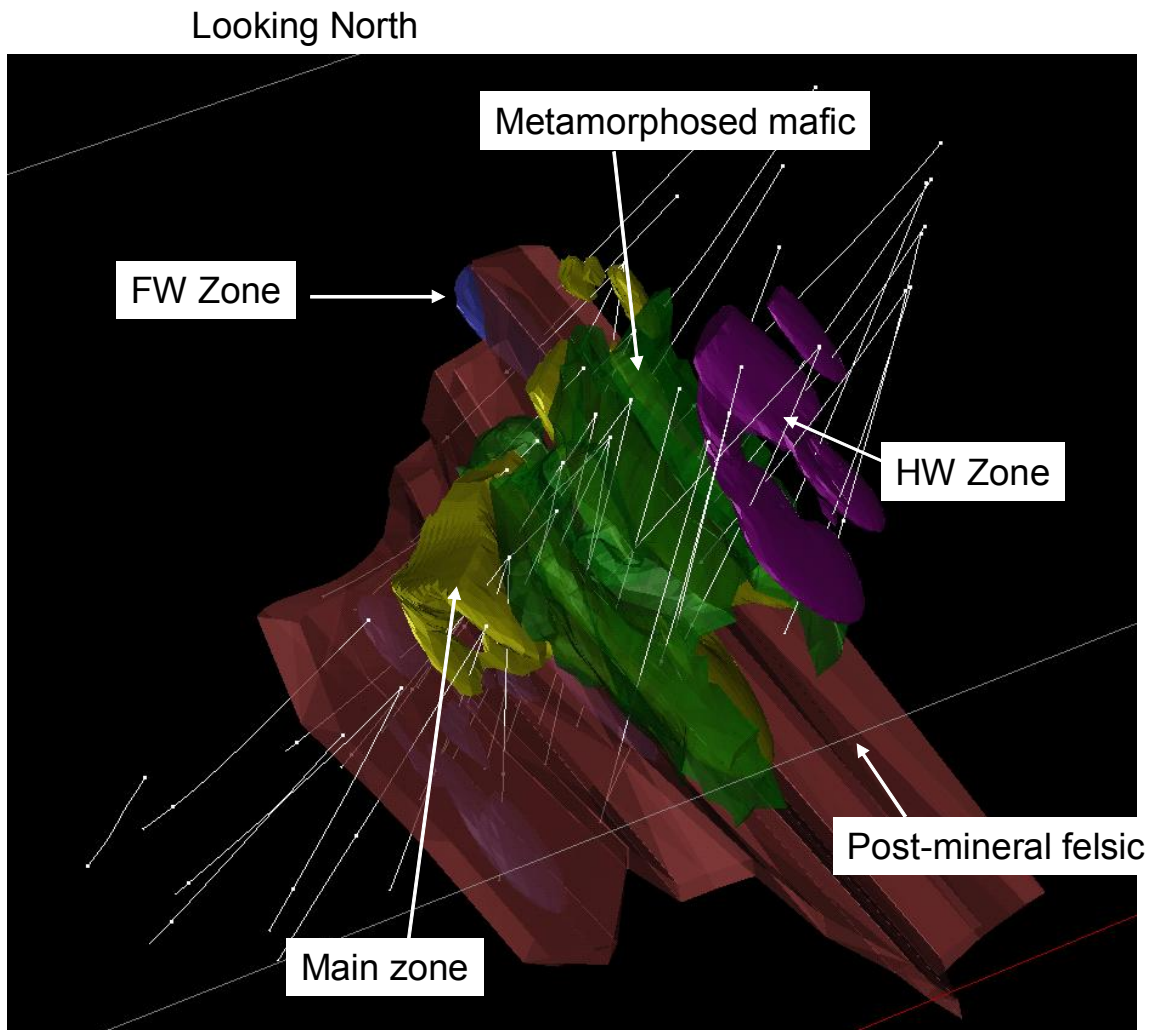 Looking North
Metamorphosed mafic
FW Zone
HW Zone
Post-mineral felsic
Main zone